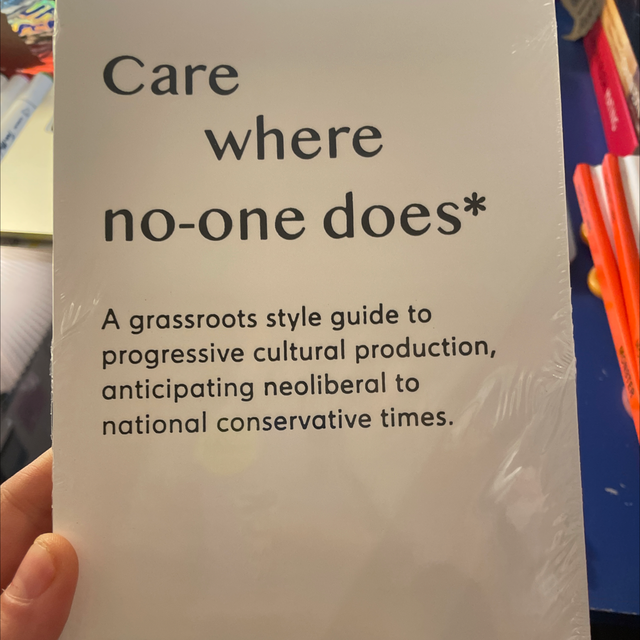 Care
where
no-one does*
A grassroots style guide to
progressive cultural production,
anticipating neoliberal to
national conservative times.